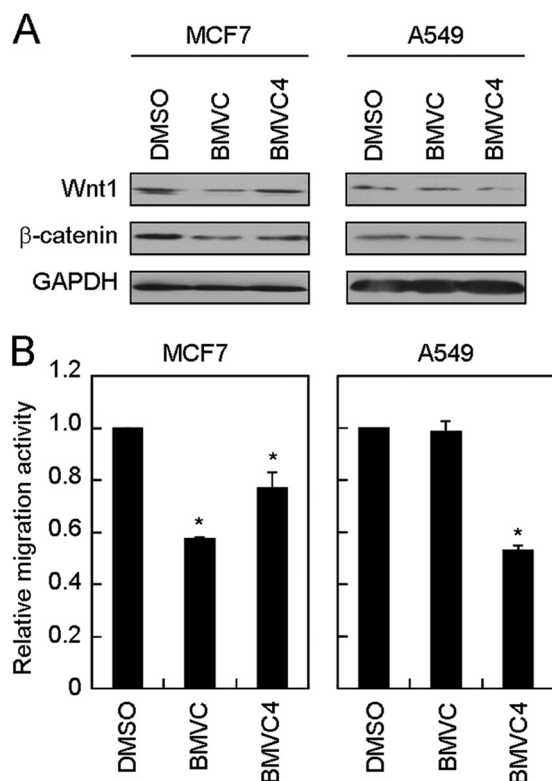 A
MCF7 A549
DMSO BMVC BMVC4 DMSO BMVC BMVC4
Wnt1
β-catenin
GAPDH
B
MCF7 A549
Relative migration activity
1.2
1.0
0.8
0.6
0.4
0.2
0
* * *
DMSO BMVC BMVC4 DMSO BMVC BMVC4